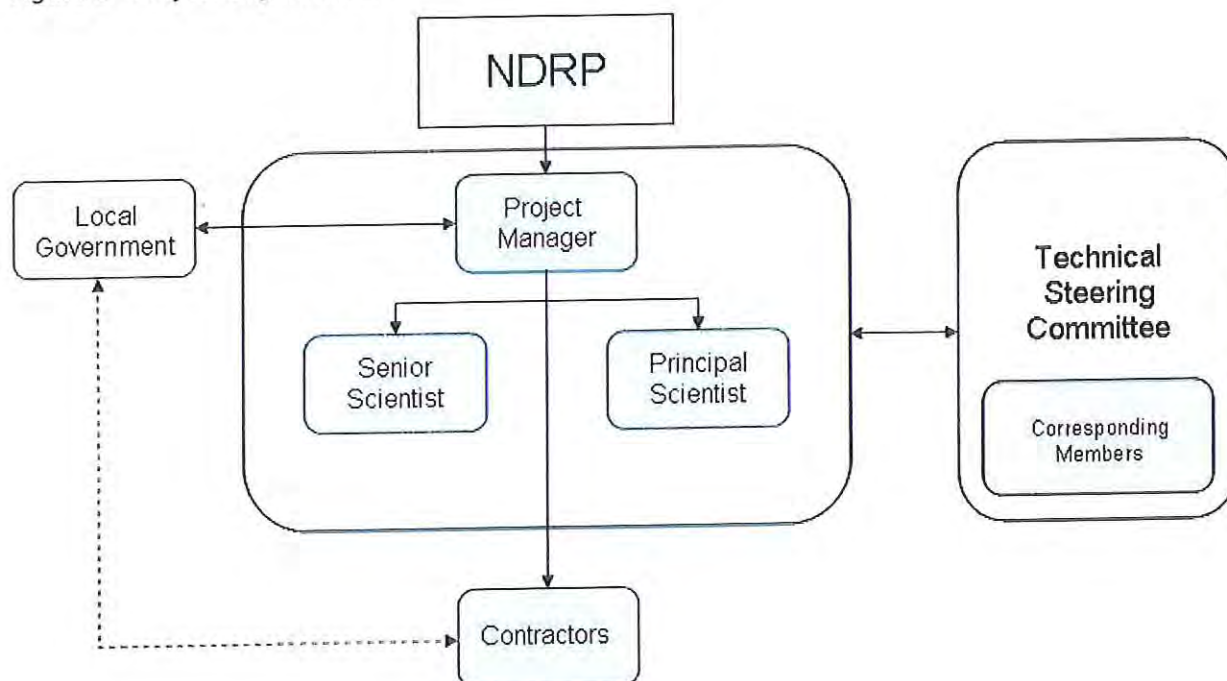 NDRP
Local
Government
Project
Manager
Technical
Steering
Committee
Senior
Scientist
Principal
Scientist
Corresponding
Members
Contractors